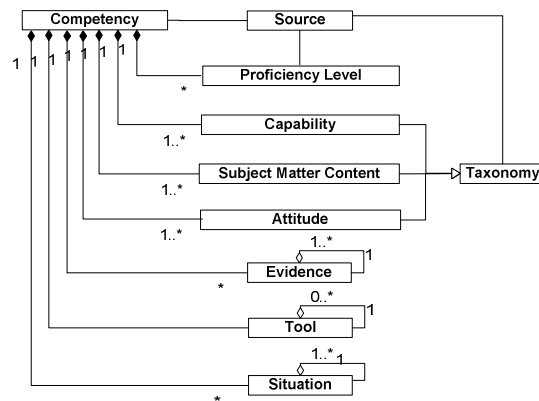 Competency
Source
1 1 1 1 1 1
Proficiency Level
*
Capability
1..*
Subject Matter Content
Taxonomy
1..*
Attitude
1..*
1..*
1
Evidence
*
0..*
1
Tool
1..*
1
Situation
*